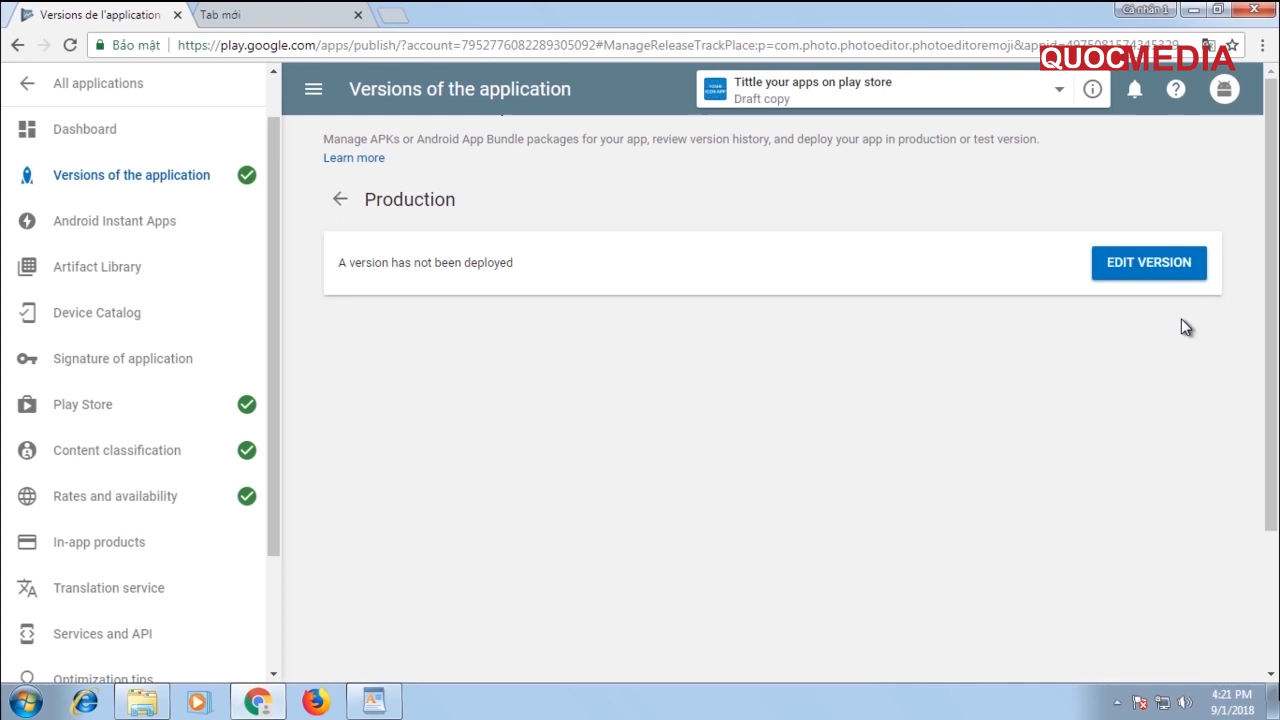 Versions de l'application
Tab mới
Cá nhân 1
Bảo mật
https://play.google.com/apps/publish/?account=7952776082289305092#ManageReleaseTrackPlace:p=com.photo.photoeditor.photoeditoremoji&appid=4975981574345329
QUOCMEDIA
All applications
Versions of the application
Tittle your apps on play store
Draft copy
Dashboard
Versions of the application
Android Instant Apps
Artifact Library
Device Catalog
Signature of application
Play Store
Content classification
Rates and availability
In-app products
Translation service
Services and API
Optimization tips
Manage APKs or Android App Bundle packages for your app, review version history, and deploy your app in production or test version.
Learn more
Production
A version has not been deployed
EDIT VERSION
4:21 PM
9/1/2018